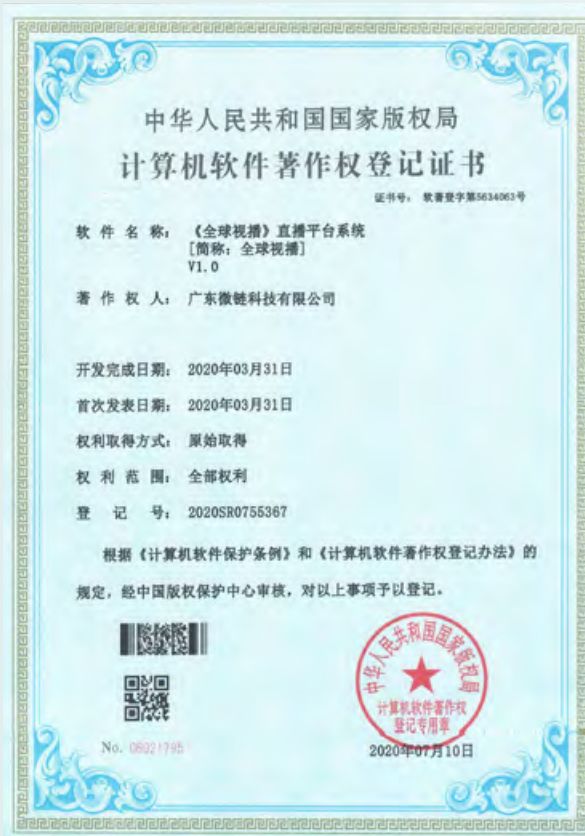 中华人民共和国国家版权局
计算机软件著作权登记证书
证书号: 软著登字第5634063号
软件名称: 《全球视播》直播平台系统
[简称: 全球视播]
V1.0
著作权人: 广东微链科技有限公司
开发完成日期: 2020年03月31日
首次发表日期: 2020年03月31日
权利取得方式: 原始取得
权利范围: 全部权利
登记号: 2020SR0755367
根据《计算机软件保护条例》和《计算机软件著作权登记办法》的
规定, 经中国版权保护中心审核, 对以上事项予以登记。
中华人民共和国国家版权局
计算机软件著作权
登记专用章
No. 06021795
2020年07月10日